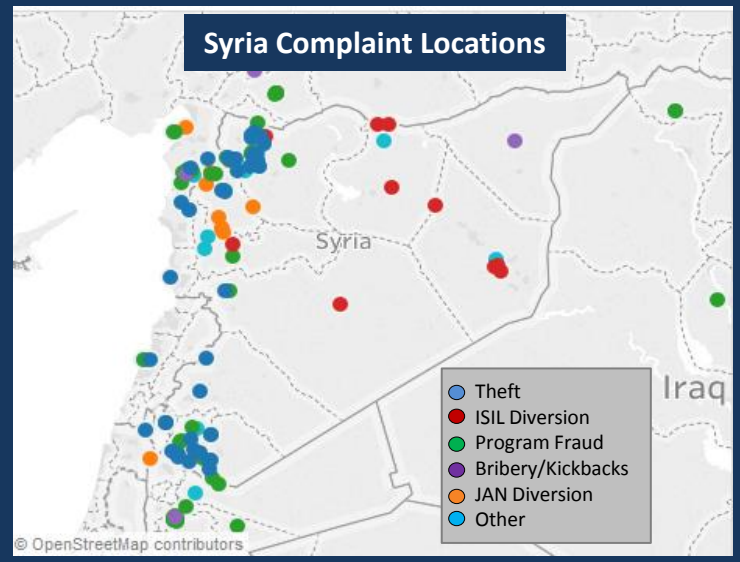 Syria Complaint Locations
Syria
Iraq
Theft
ISIL Diversion
Program Fraud
Bribery/Kickbacks
JAN Diversion
Other
© OpenStreetMap contributors